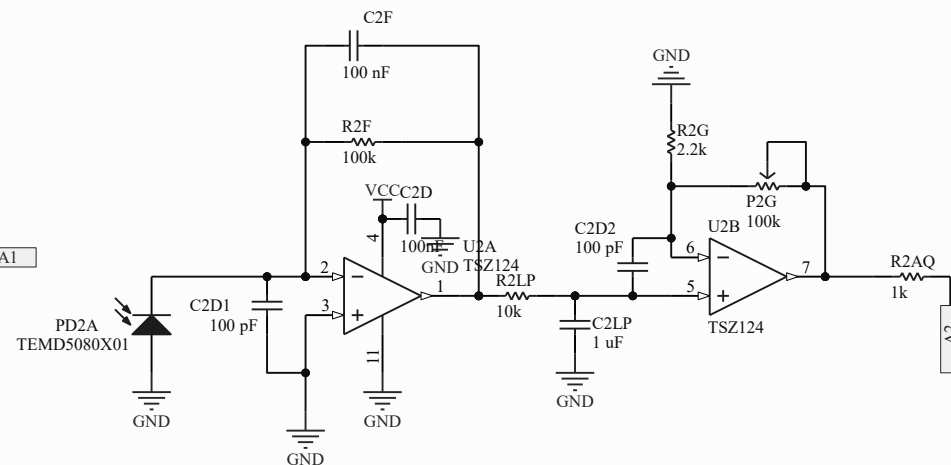 C2F
100 nF
GND
R2F
100k
R2G
2.2k
VCC
C2D
100nF
GND
4
P2G
100k
U2A
TSZ124
C2D2
100 pF
U2B
A1
2
3
1
11
R2LP
10k
6
5
7
TSZ124
R2AQ
1k
C2D1
100 pF
PD2A
TEMD5080X01
C2LP
1 uF
A2
GND
GND
GND
GND